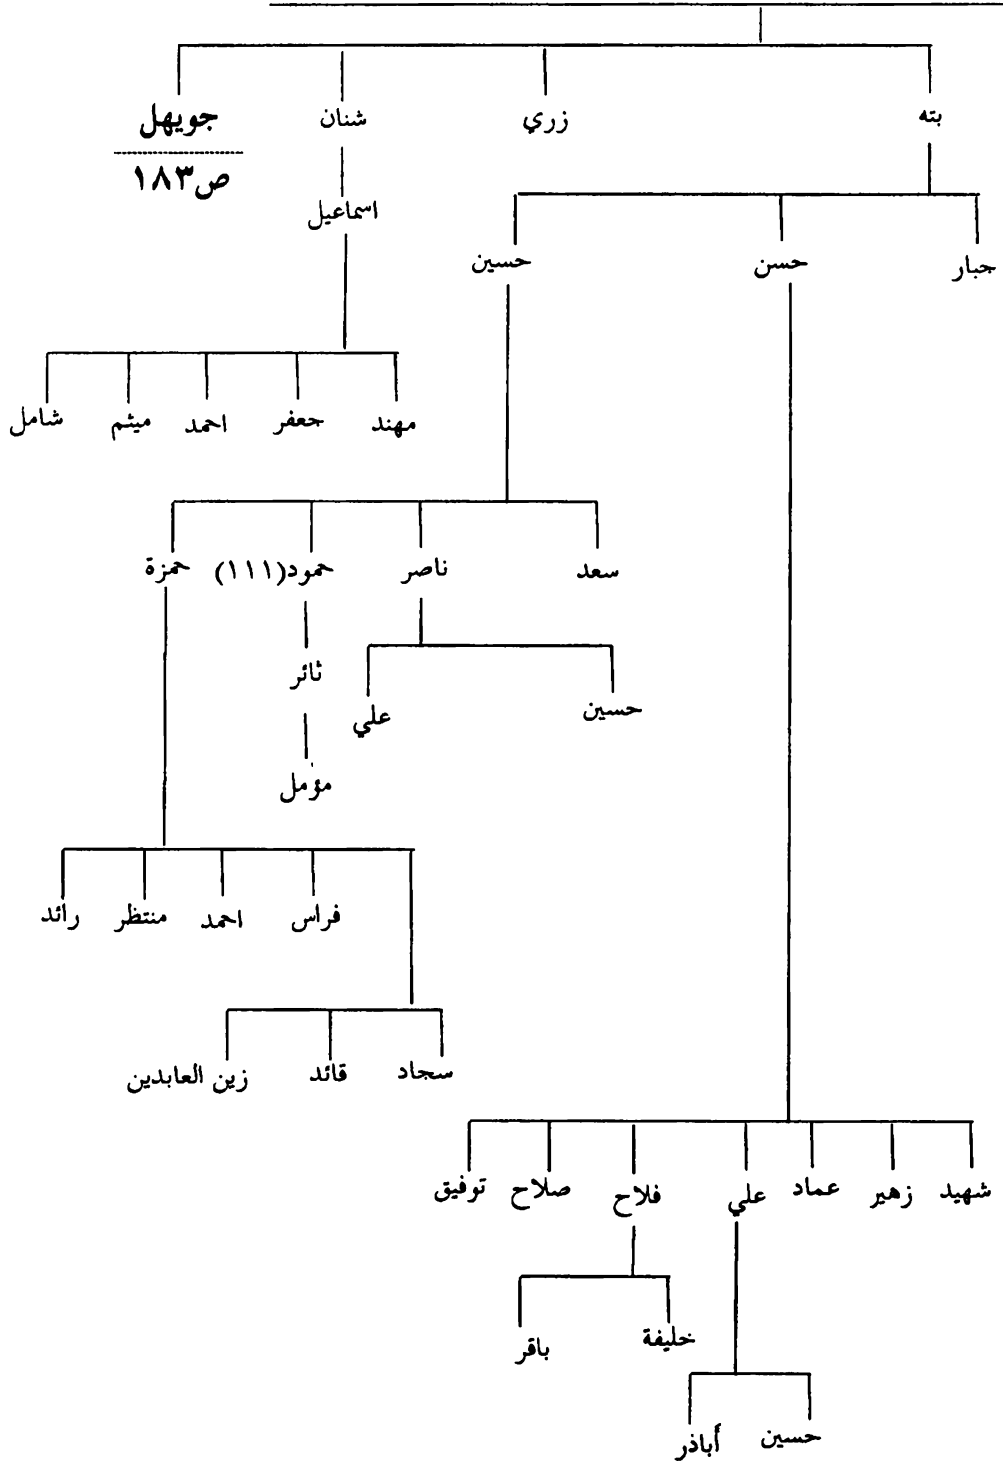 بته زري شنان جويهل
ص١٨٣
اسماعيل
جبار حسن حسين
مهند جعفر احمد ميثم شامل
سعد ناصر حمود(١١١) حمزة
ثائر
حسين علي
مؤمل
فراس احمد منتظر رائد
سجاد قائد زين العابدين
شهيد زهير عماد علي فلاح صلاح توفيق
خليفة باقر
حسين أباذر